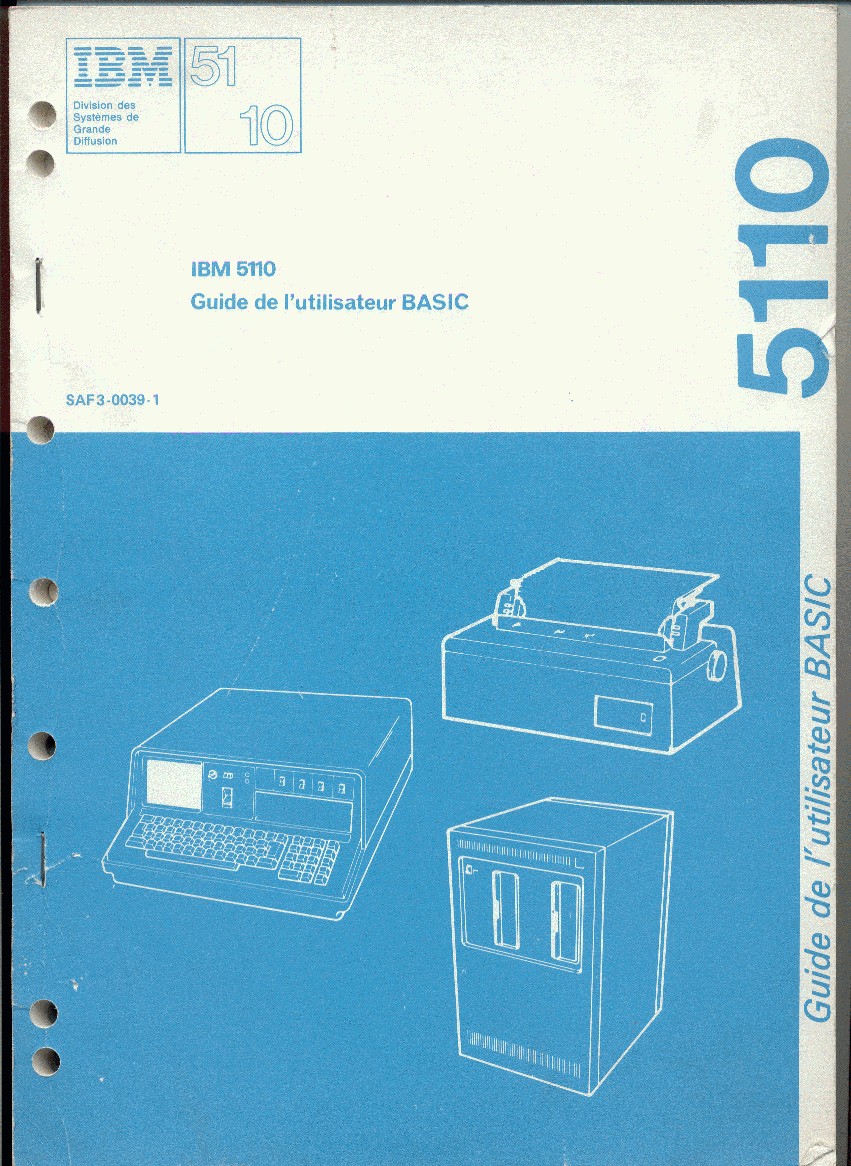 IBM
Division des
Systèmes de
Grande
Diffusion
51
10
IBM 5110
Guide de l'utilisateur BASIC
SAF3-0039-1
5110
Guide de l'utilisateur BASIC